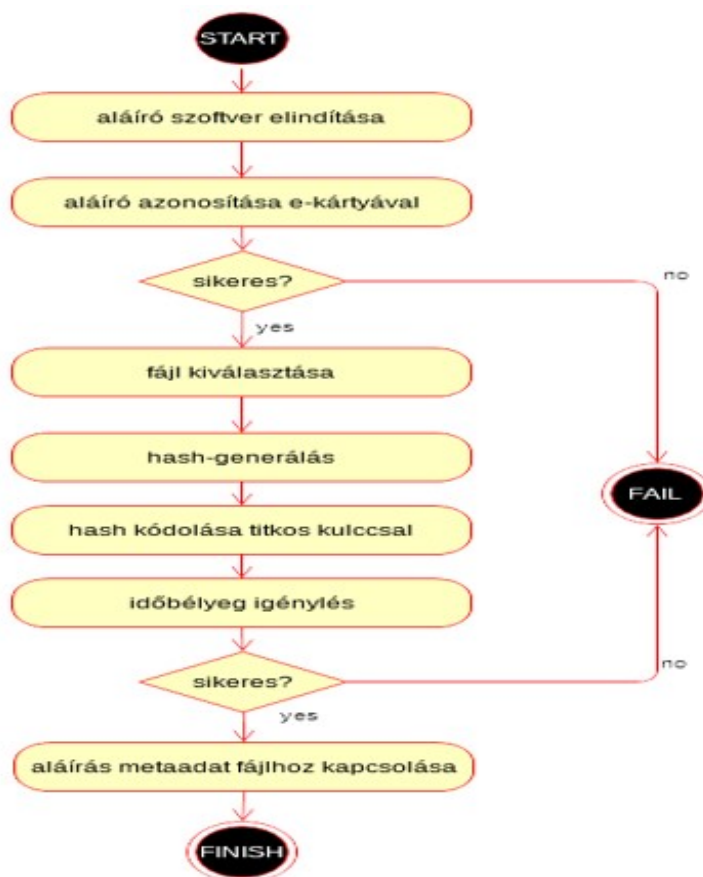 START
aláíró szoftver elindítása
aláíró azonosítása e-kártyával
sikeres?
no
yes
fájl kiválasztása
hash-generálás
FAIL
hash kódolása titkos kulccsal
időbélyeg igénylés
sikeres?
no
yes
aláírás metaadat fájlhoz kapcsolása
FINISH